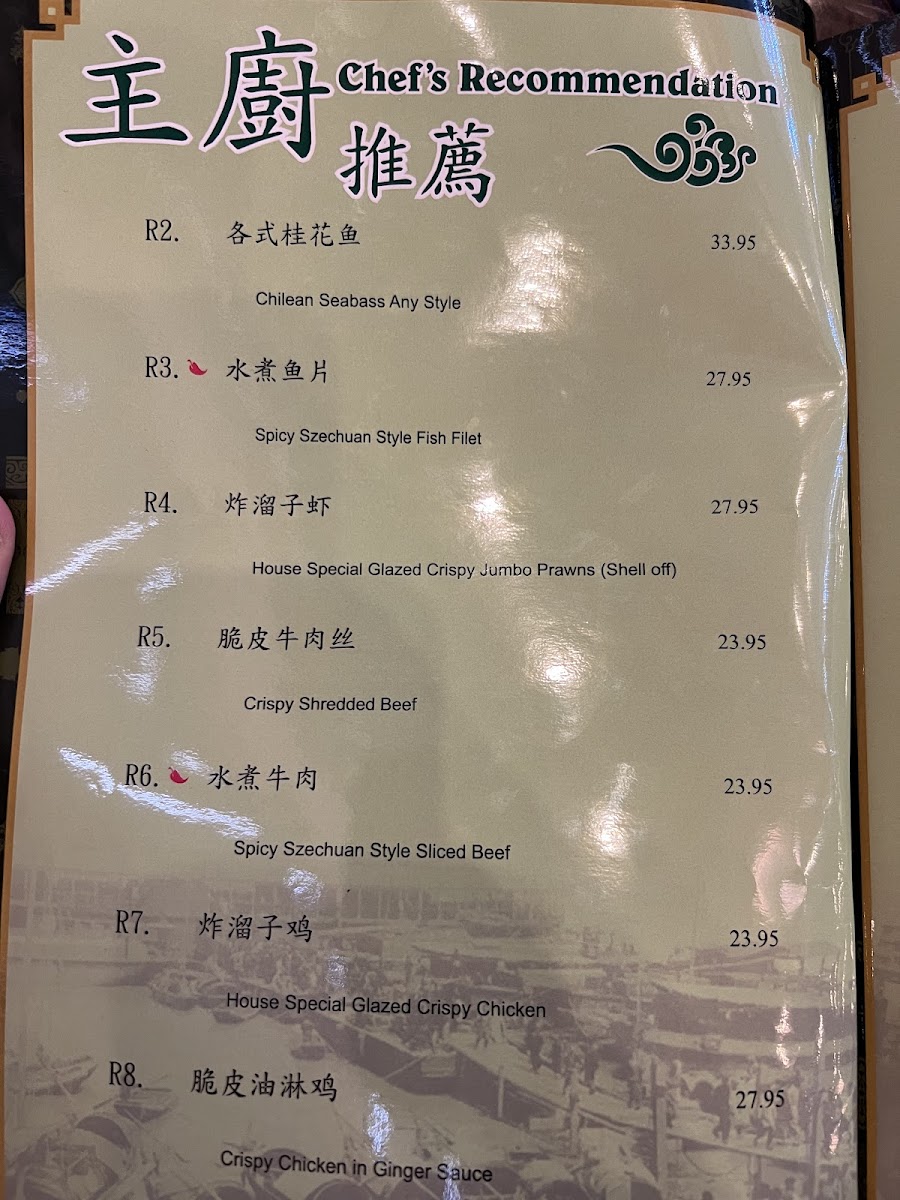 主廚 Chef's Recommendation
推薦
R2. 各式桂花鱼 33.95
Chilean Seabass Any Style
R3. 水煮鱼片 27.95
Spicy Szechuan Style Fish Filet
R4. 炸溜子虾 27.95
House Special Glazed Crispy Jumbo Prawns (Shell off)
R5. 脆皮牛肉丝 23.95
Crispy Shredded Beef
R6. 水煮牛肉 23.95
Spicy Szechuan Style Sliced Beef
R7. 炸溜子鸡 23.95
House Special Glazed Crispy Chicken
R8. 脆皮油淋鸡 27.95
Crispy Chicken in Ginger Sauce